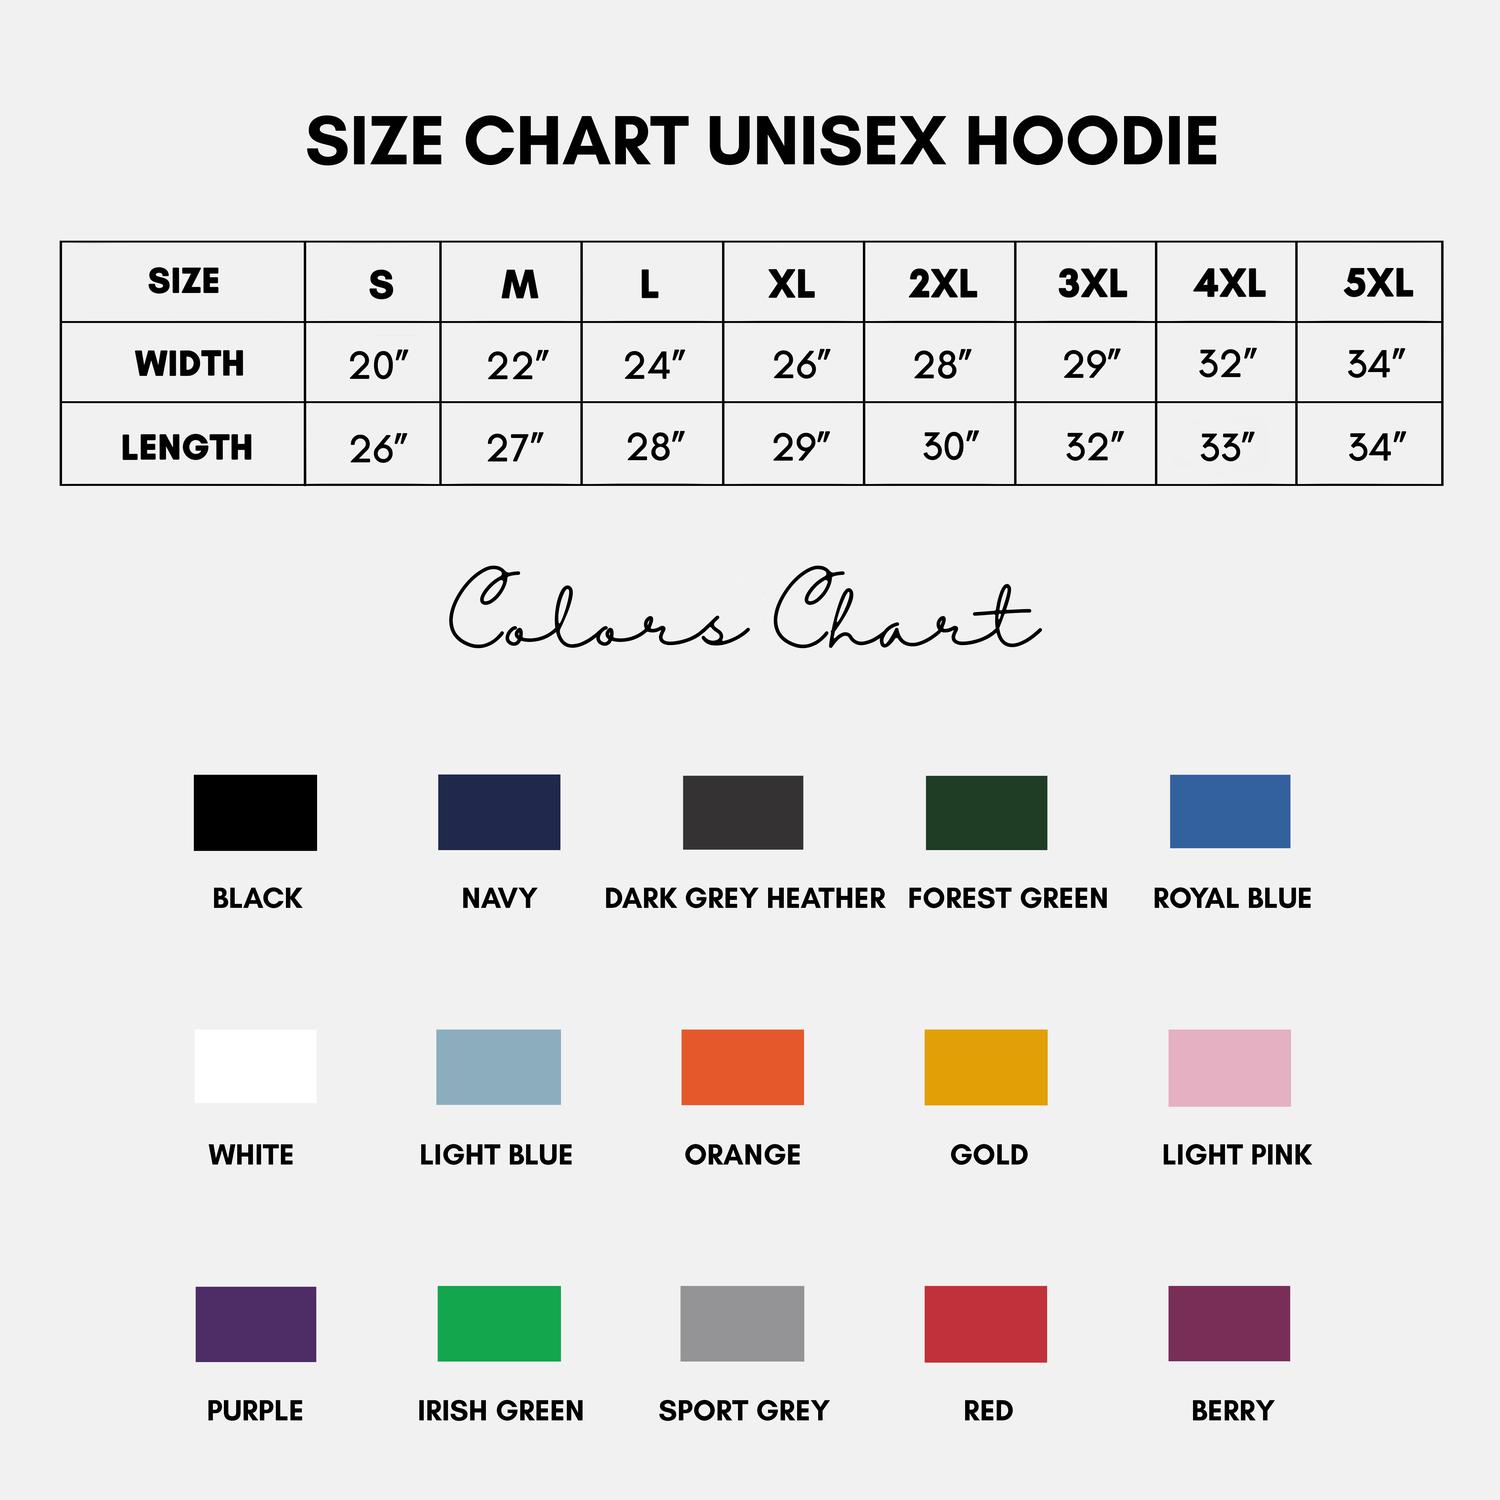 SIZE CHART UNISEX HOODIE
SIZE S M L XL 2XL 3XL 4XL 5XL
WIDTH 20” 22” 24” 26” 28” 29” 32” 34”
LENGTH 26” 27” 28” 29” 30” 32” 33” 34”
Colors Chart
BLACK NAVY DARK GREY HEATHER FOREST GREEN ROYAL BLUE
WHITE LIGHT BLUE ORANGE GOLD LIGHT PINK
PURPLE IRISH GREEN SPORT GREY RED BERRY